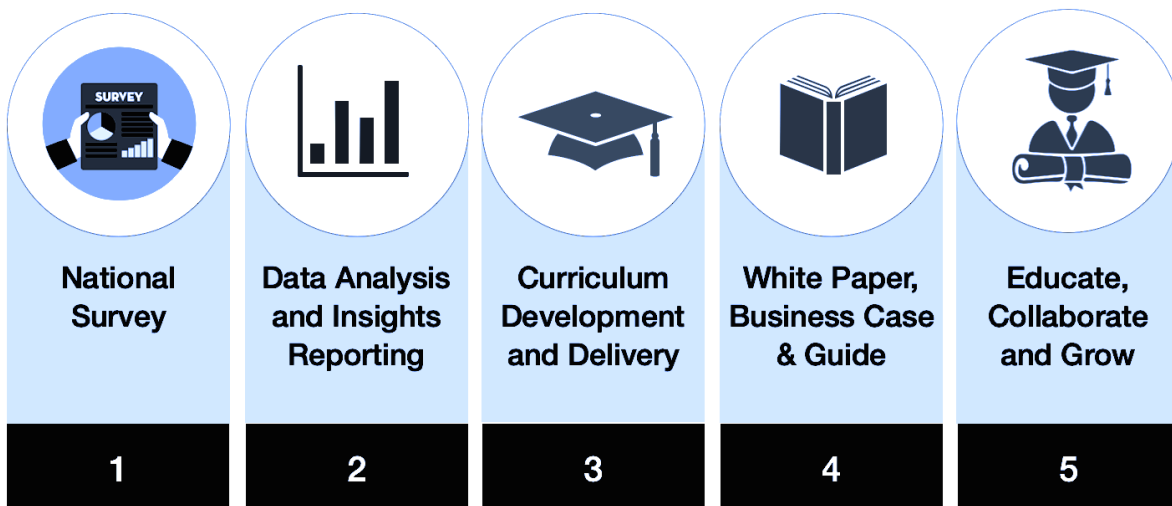 SURVEY
National
Survey
1
Data Analysis
and Insights
Reporting
2
Curriculum
Development
and Delivery
3
White Paper,
Business Case
& Guide
4
Educate,
Collaborate
and Grow
5